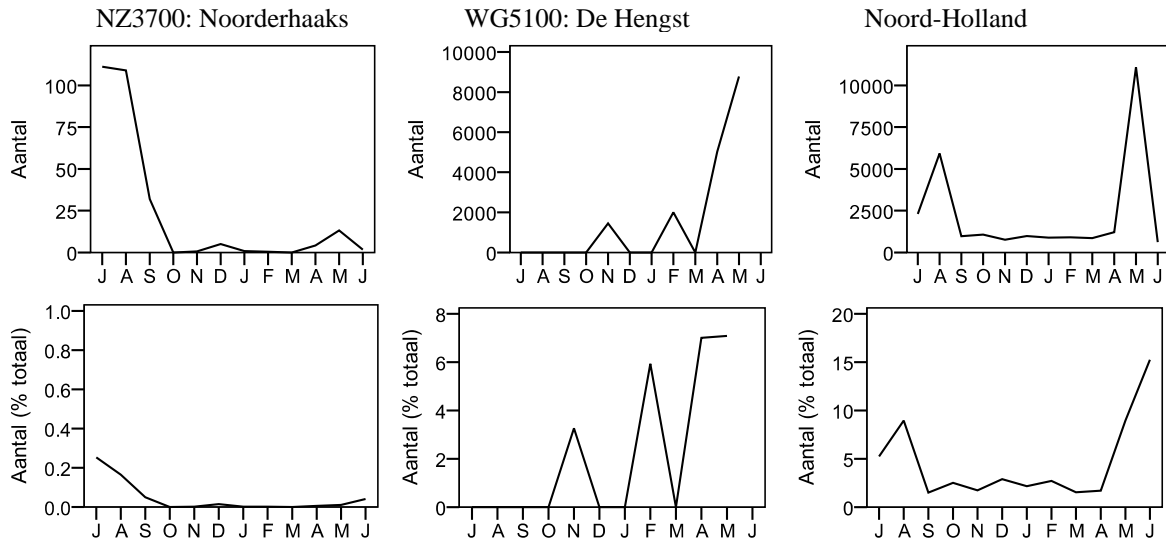 NZ3700: Noorderhaaks
WG5100: De Hengst
Noord-Holland
Aantal
100
75
50
25
0
J A S O N D J F M A M J
Aantal
10000
8000
6000
4000
2000
0
J A S O N D J F M A M J
Aantal
10000
7500
5000
2500
0
J A S O N D J F M A M J
Aantal (% totaal)
1.0
0.8
0.6
0.4
0.2
0.0
J A S O N D J F M A M J
Aantal (% totaal)
8
6
4
2
0
J A S O N D J F M A M J
Aantal (% totaal)
20
15
10
5
0
J A S O N D J F M A M J